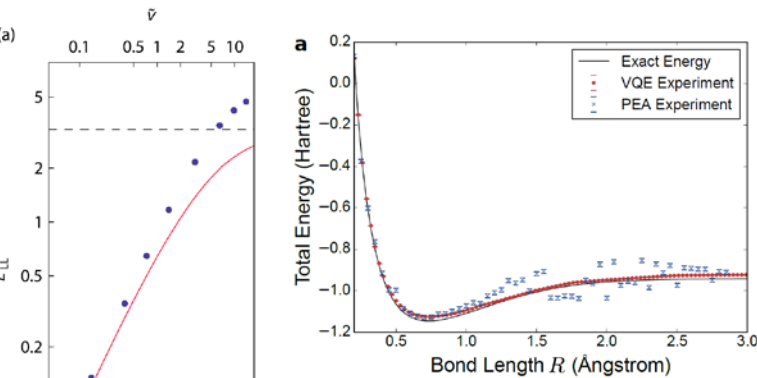 ṽ
(a)
0.1 0.5 1 2 5 10
5
2
1
0.5
0.2
a
0.2
0.0
−0.2
−0.4
−0.6
−0.8
−1.0
−1.2
Total Energy (Hartree)
Exact Energy
VQE Experiment
PEA Experiment
0.5 1.0 1.5 2.0 2.5 3.0
Bond Length R (Ångstrom)